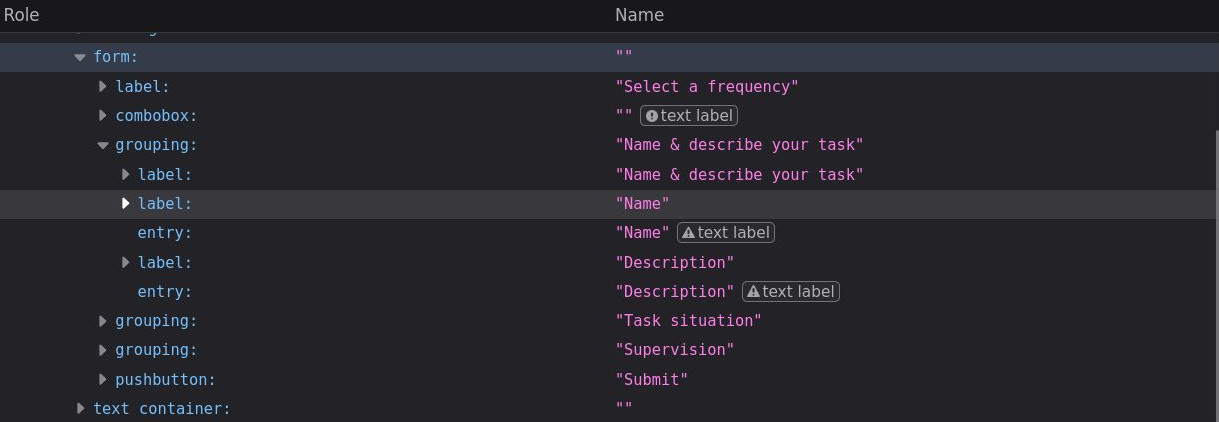 Role Name
form: ""
label: "Select a frequency"
combobox: "" text label
grouping: "Name & describe your task"
label: "Name & describe your task"
label: "Name"
entry: "Name" text label
label: "Description"
entry: "Description" text label
grouping: "Task situation"
grouping: "Supervision"
pushbutton: "Submit"
text container: ""